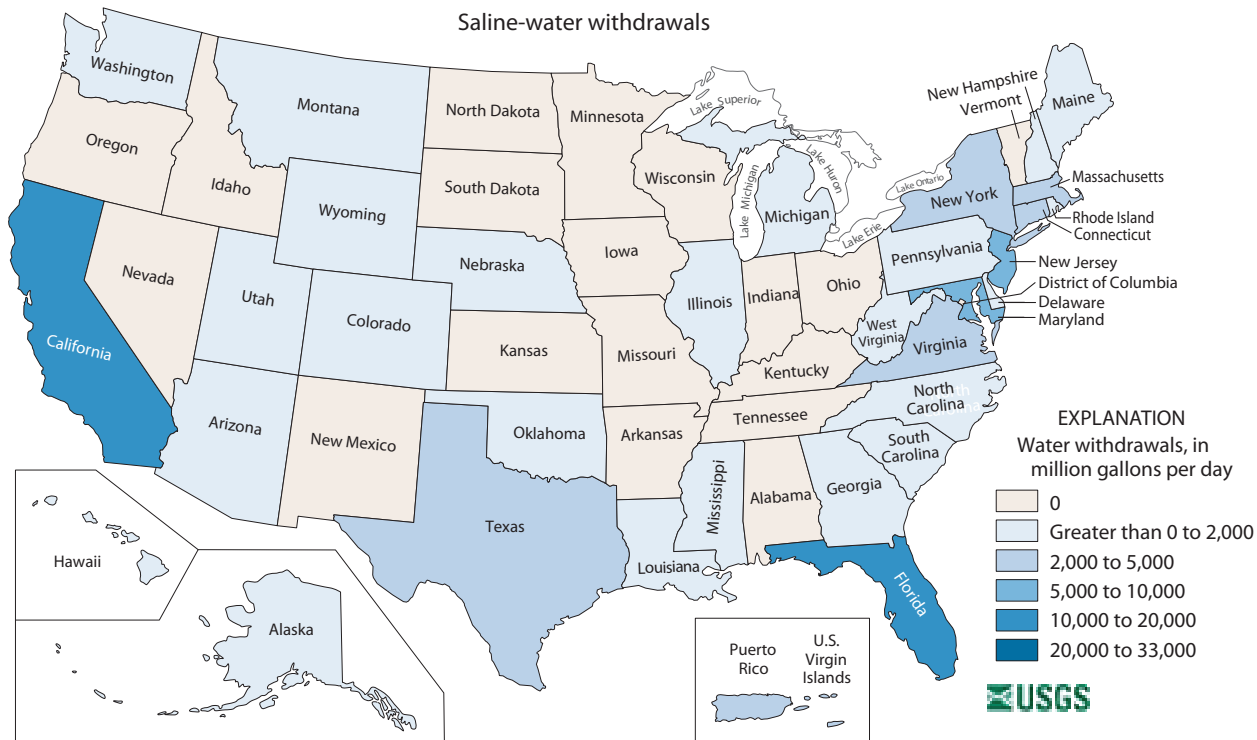 Saline-water withdrawals
Washington
Montana
North Dakota
Minnesota
Lake Superior
New Hampshire
Vermont
Maine
Oregon
Idaho
South Dakota
Wisconsin
Lake Michigan
Lake Huron
Michigan
Lake Ontario
New York
Massachusetts
Wyoming
Lake Erie
Rhode Island
Connecticut
Iowa
Nebraska
Pennsylvania
New Jersey
Nevada
Utah
Illinois
Indiana
Ohio
District of Columbia
Delaware
Maryland
Colorado
California
Kansas
Missouri
West
Virginia
Virginia
Kentucky
North
Carolina
Tennessee
Arizona
New Mexico
Oklahoma
Arkansas
South
Carolina
Mississippi
Alabama
Georgia
Texas
Louisiana
Florida
Hawaii
Alaska
Puerto
Rico
U.S.
Virgin
Islands
EXPLANATION
Water withdrawals, in
million gallons per day
0
Greater than 0 to 2,000
2,000 to 5,000
5,000 to 10,000
10,000 to 20,000
20,000 to 33,000
USGS